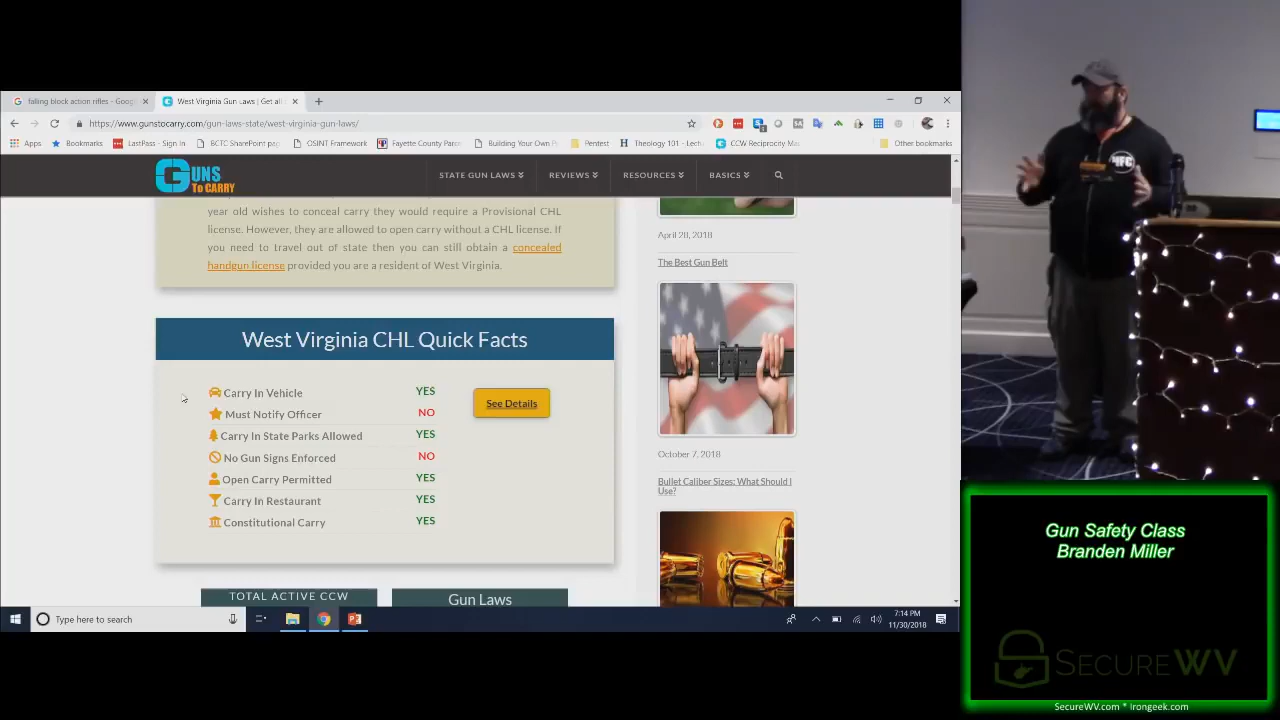 falling block action rifles - Goog
West Virginia Gun Laws | Get all
https://www.gunstocarry.com/gun-laws-state/west-virginia-gun-laws/
Apps
Bookmarks
LastPass - Sign In
BCTC SharePoint pag
OSINT Framework
Fayette County Paro
Building Your Own
Pentest
Theology 101 - Lect
CCW Reciprocity Ma
Other bookmarks
GUNS
TO CARRY
STATE GUN LAWS
REVIEWS
RESOURCES
BASICS
year old wishes to conceal carry they would require a Provisional CHL
license. However, they are allowed to open carry without a CHL license. If
you need to travel out of state then you can still obtain a concealed
handgun license provided you are a resident of West Virginia.
West Virginia CHL Quick Facts
Carry In Vehicle YES
Must Notify Officer NO
Carry In State Parks Allowed YES
No Gun Signs Enforced NO
Open Carry Permitted YES
Carry In Restaurant YES
Constitutional Carry YES
See Details
TOTAL ACTIVE CCW
Gun Laws
April 28, 2018
The Best Gun Belt
October 7, 2018
Bullet Caliber Sizes: What Should I
Use?
Type here to search
7:14 PM
11/30/2018
Gun Safety Class
Branden Miller
SECUREWV
SecureWV.com * Irongeek.com